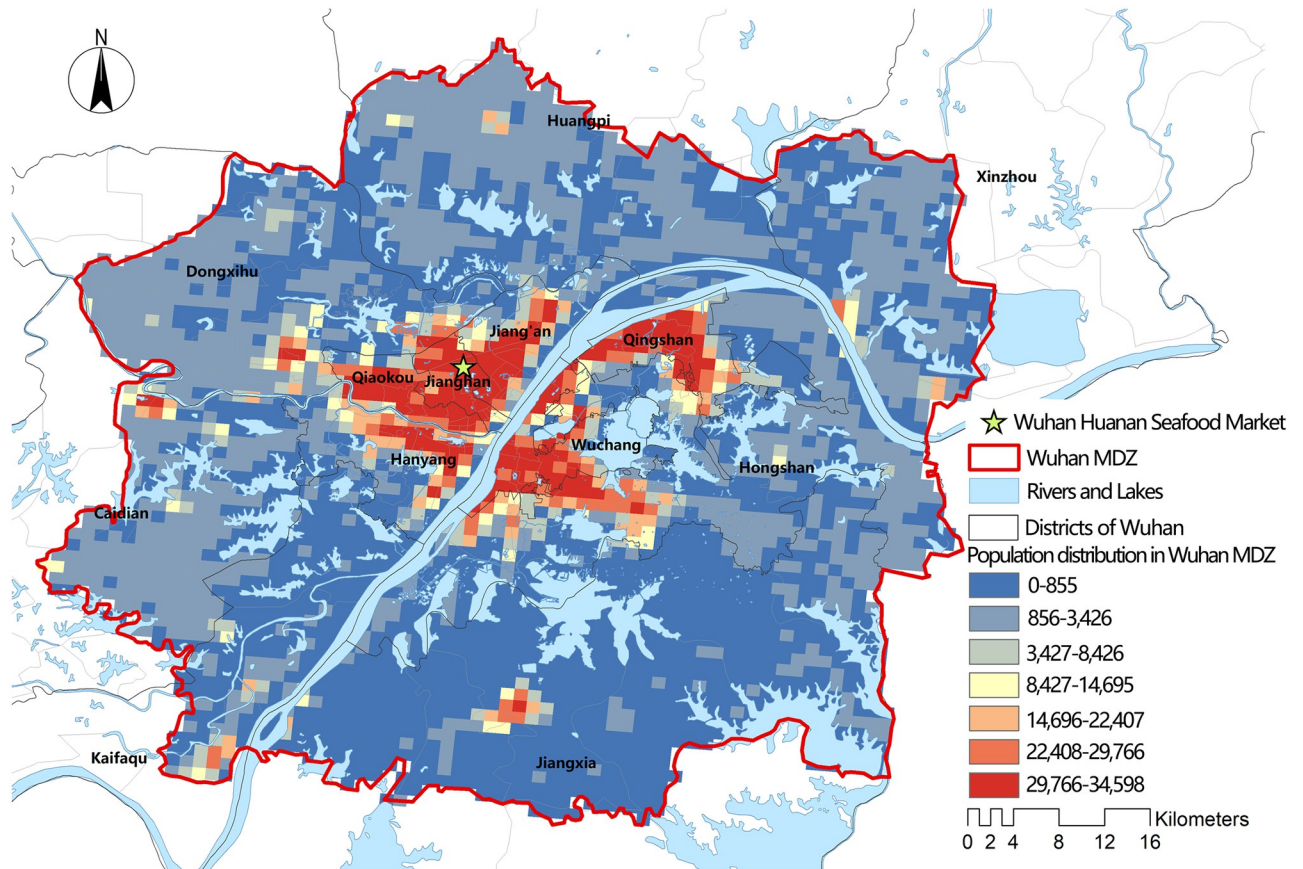 N
Huangpi
Xinzhou
Dongxihu
Jiang'an
Qingshan
Qiaokou
Jianghan
Wuchang
Hanyang
Hongshan
Caidian
Kaifaqu
Jiangxia
Wuhan Huanan Seafood Market
Wuhan MDZ
Rivers and Lakes
Districts of Wuhan
Population distribution in Wuhan MDZ
0-855
856-3,426
3,427-8,426
8,427-14,695
14,696-22,407
22,408-29,766
29,766-34,598
Kilometers
0 2 4 8 12 16